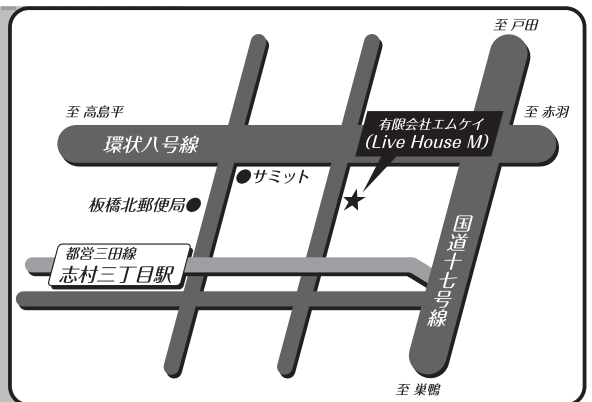 至 戸田
至 高島平
至 赤羽
有限会社エムケイ
(Live House M)
環状八号線
サミット
板橋北郵便局
国道十七号線
都営三田線
志村三丁目駅
至 巣鴨